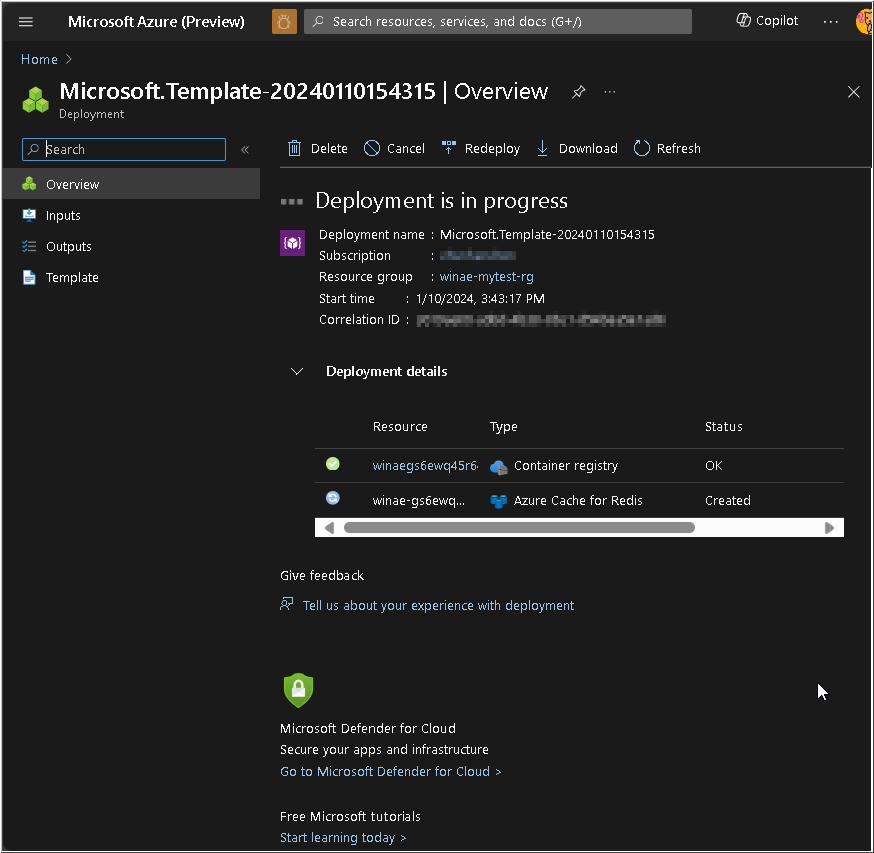 Microsoft Azure (Preview)
Search resources, services, and docs (G+/)
Copilot
Home >
Microsoft.Template-20240110154315 | Overview
Deployment
Search
Delete
Cancel
Redeploy
Download
Refresh
Overview
Inputs
Outputs
Template
Deployment is in progress
Deployment name : Microsoft.Template-20240110154315
Subscription :
Resource group : winae-mytest-rg
Start time : 1/10/2024, 3:43:17 PM
Correlation ID :
Deployment details
Resource Type Status
winaegs6ewq45r6 Container registry OK
winae-gs6ewq... Azure Cache for Redis Created
Give feedback
Tell us about your experience with deployment
Microsoft Defender for Cloud
Secure your apps and infrastructure
Go to Microsoft Defender for Cloud >
Free Microsoft tutorials
Start learning today >